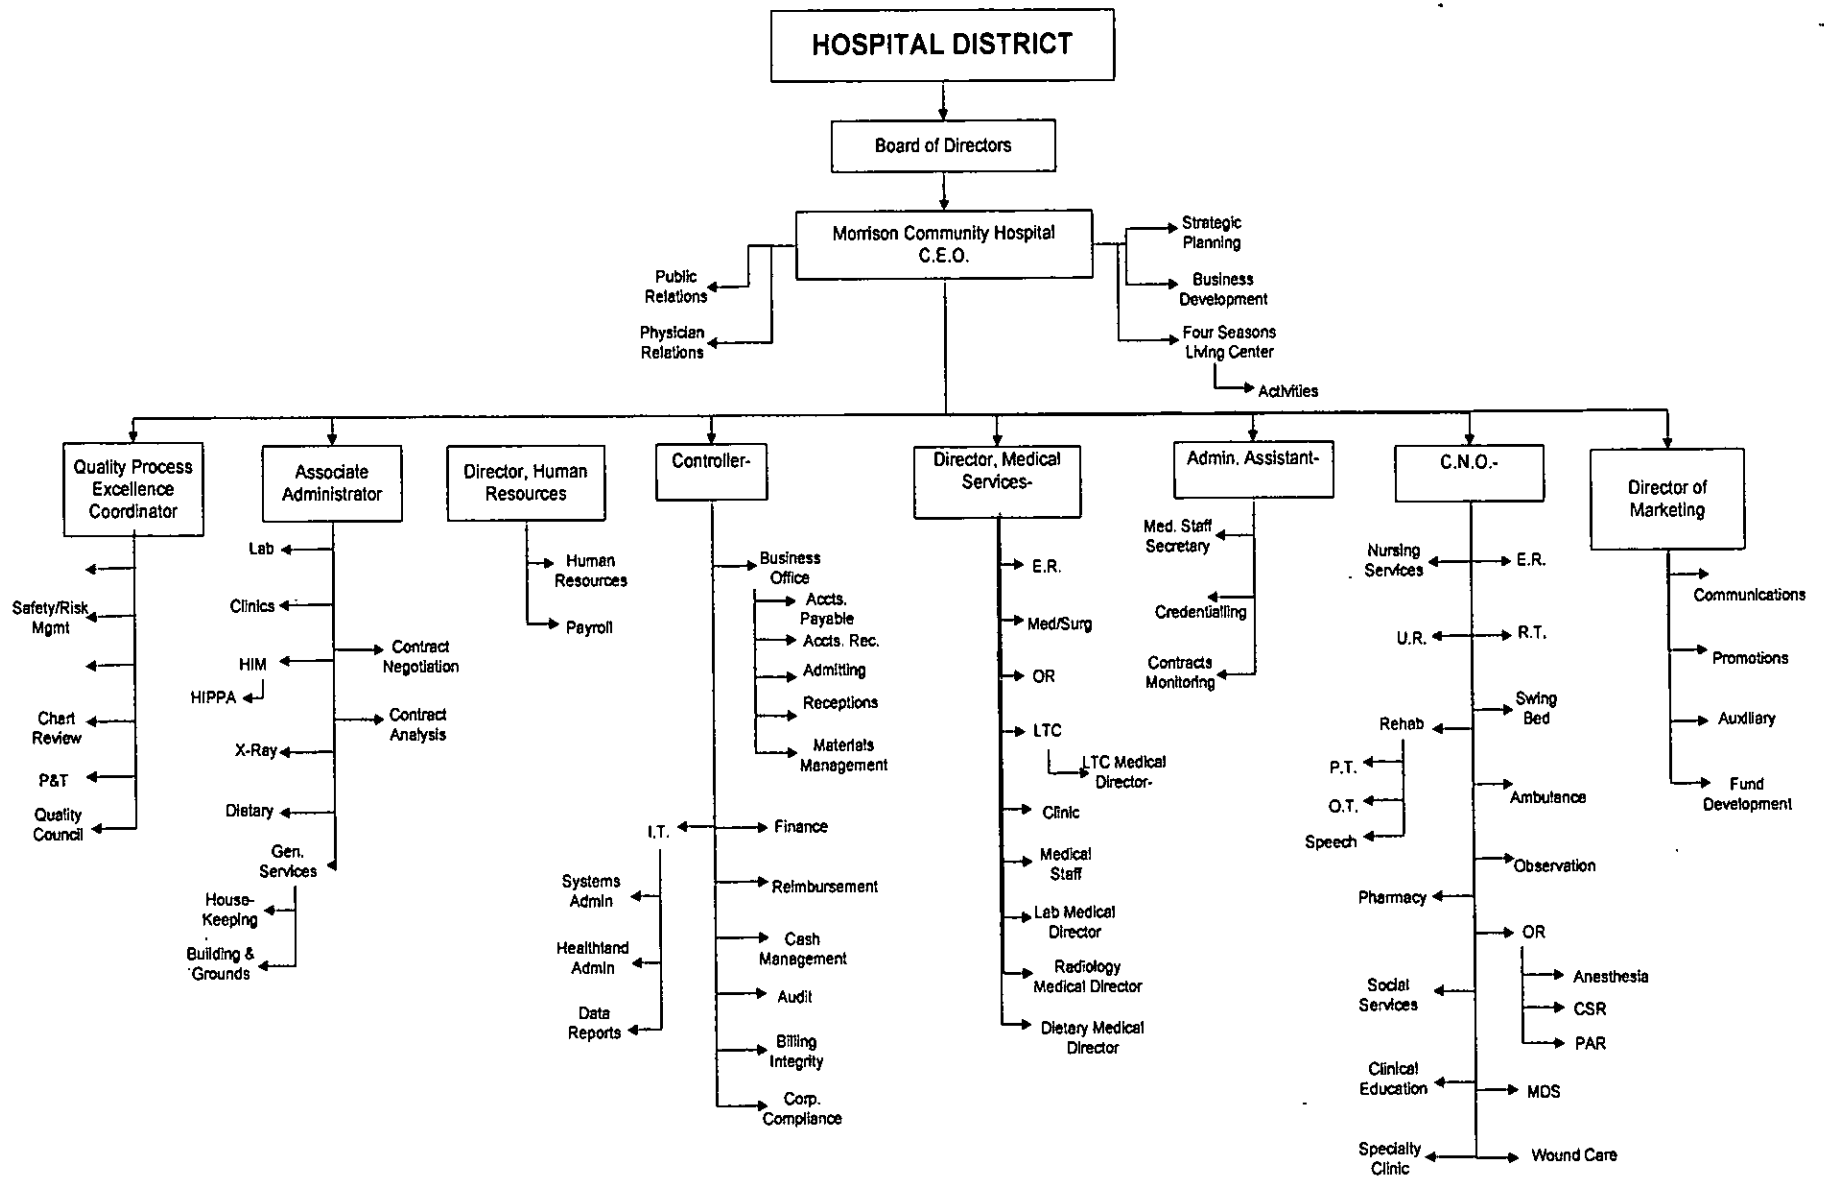 HOSPITAL DISTRICT
Board of Directors
Morrison Community Hospital
C.E.O.
Public
Relations
Physician
Relations
Strategic
Planning
Business
Development
Four Seasons
Living Center
Activities
Quality Process
Excellence
Coordinator
Safety/Risk
Mgmt
Chart
Review
P&T
Quality
Council
Associate
Administrator
Lab
Clinics
HIM
HIPPA
X-Ray
Dietary
Gen.
Services
House-
Keeping
Building &
Grounds
Contract
Negotiation
Contract
Analysis
Director, Human
Resources
Human
Resources
Payroll
Controller-
Business
Office
Accts.
Payable
Accts. Rec.
Admitting
Receptions
Materials
Management
I.T.
Systems
Admin
Healthland
Admin
Data
Reports
Finance
Reimbursement
Cash
Management
Audit
Billing
Integrity
Corp.
Compliance
Director, Medical
Services-
E.R.
Med/Surg
OR
LTC
LTC Medical
Director-
Clinic
Medical
Staff
Lab Medical
Director
Radiology
Medical Director
Dietary Medical
Director
Admin. Assistant-
Med. Staff
Secretary
Credentialling
Contracts
Monitoring
C.N.O.-
Nursing
Services
U.R.
Rehab
P.T.
O.T.
Speech
Pharmacy
Social
Services
Clinical
Education
Specialty
Clinic
E.R.
R.T.
Swing
Bed
Ambulance
Observation
OR
Anesthesia
CSR
PAR
MDS
Wound Care
Director of
Marketing
Communications
Promotions
Auxiliary
Fund
Development